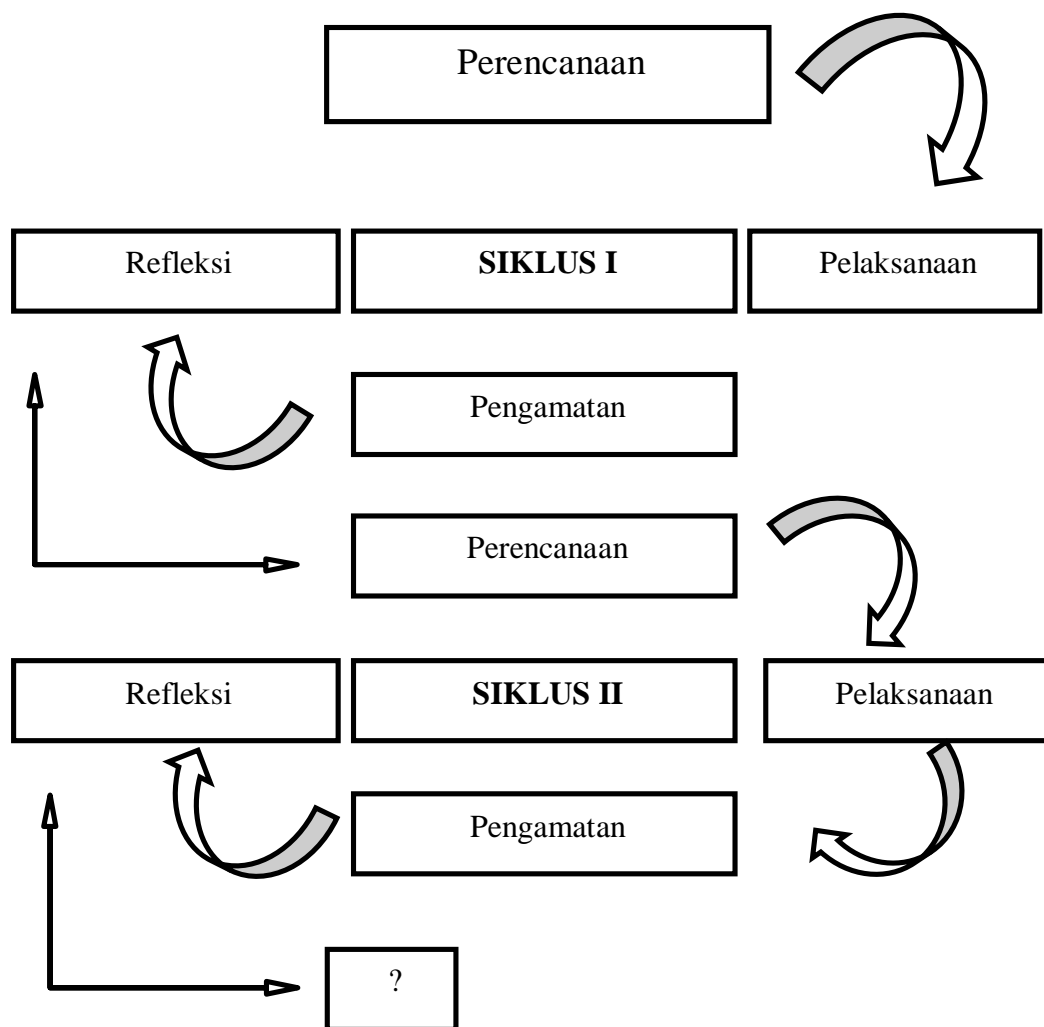 Perencanaan
Refleksi
SIKLUS I
Pelaksanaan
Pengamatan
Perencanaan
Refleksi
SIKLUS II
Pelaksanaan
Pengamatan
?